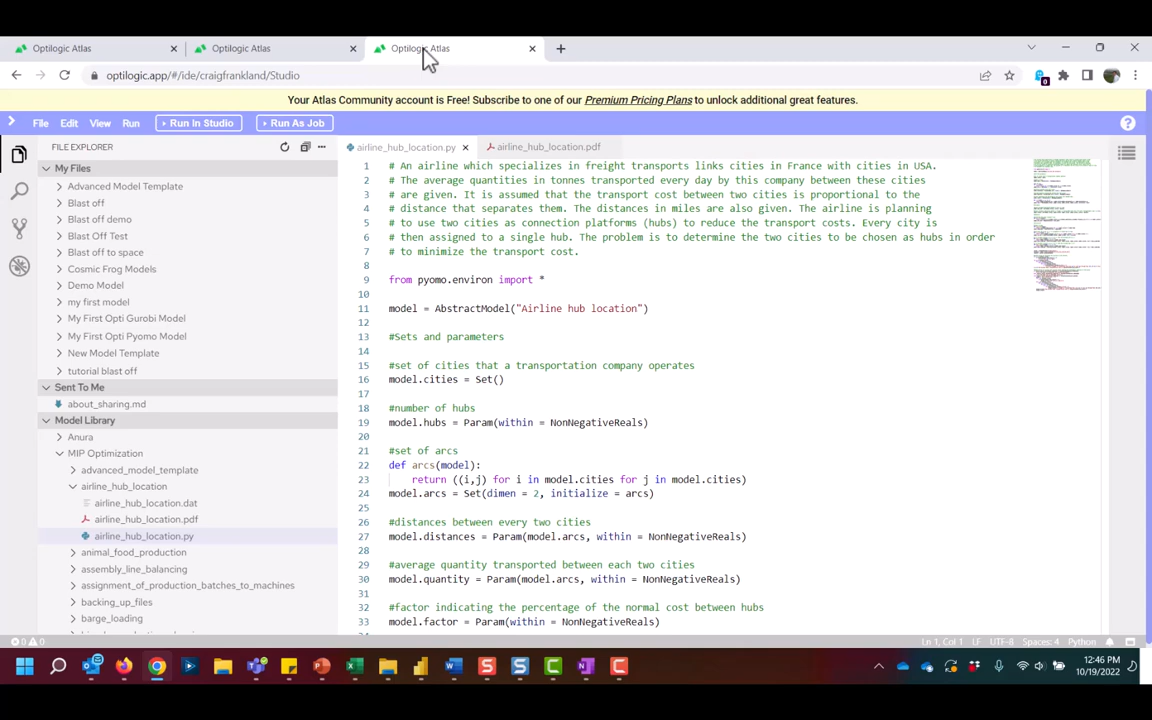 Optilogic Atlas
Optilogic Atlas
Optilogic Atlas
optilogic.app/#/ide/craigfrankland/Studio
0
Your Atlas Community account is Free! Subscribe to one of our Premium Pricing Plans to unlock additional great features.
File Edit View Run Run In Studio Run As Job
FILE EXPLORER
My Files
Advanced Model Template
Blast off
Blast off demo
Blast Off Test
Blast off to space
Cosmic Frog Models
Demo Model
my first model
My First Opti Gurobi Model
My First Opti Pyomo Model
New Model Template
tutorial blast off
Sent To Me
about_sharing.md
Model Library
Anura
MIP Optimization
advanced_model_template
airline_hub_location
airline_hub_location.dat
airline_hub_location.pdf
airline_hub_location.py
animal_food_production
assembly_line_balancing
assignment_of_production_batches_to_machines
backing_up_files
barge_loading
airline_hub_location.py
airline_hub_location.pdf
1 # An airline which specializes in freight transports links cities in France with cities in USA.
2 # The average quantities in tonnes transported every day by this company between these cities
3 # are given. It is assumed that the transport cost between two cities is proportional to the
4 # distance that separates them. The distances in miles are also given. The airline is planning
5 # to use two cities as connection platforms (hubs) to reduce the transport costs. Every city is
6 # then assigned to a single hub. The problem is to determine the two cities to be chosen as hubs in order
7 # to minimize the transport cost.
8
9 from pyomo.environ import *
10
11 model = AbstractModel("Airline hub location")
12
13 #Sets and parameters
14
15 #set of cities that a transportation company operates
16 model.cities = Set()
17
18 #number of hubs
19 model.hubs = Param(within = NonNegativeReals)
20
21 #set of arcs
22 def arcs(model):
23 return ((i,j) for i in model.cities for j in model.cities)
24 model.arcs = Set(dimen = 2, initialize = arcs)
25
26 #distances between every two cities
27 model.distances = Param(model.arcs, within = NonNegativeReals)
28
29 #average quantity transported between each two cities
30 model.quantity = Param(model.arcs, within = NonNegativeReals)
31
32 #factor indicating the percentage of the normal cost between hubs
33 model.factor = Param(within = NonNegativeReals)
0 0
Ln 1, Col 1 LF UTF-8 Spaces: 4 Python
12:46 PM
10/19/2022